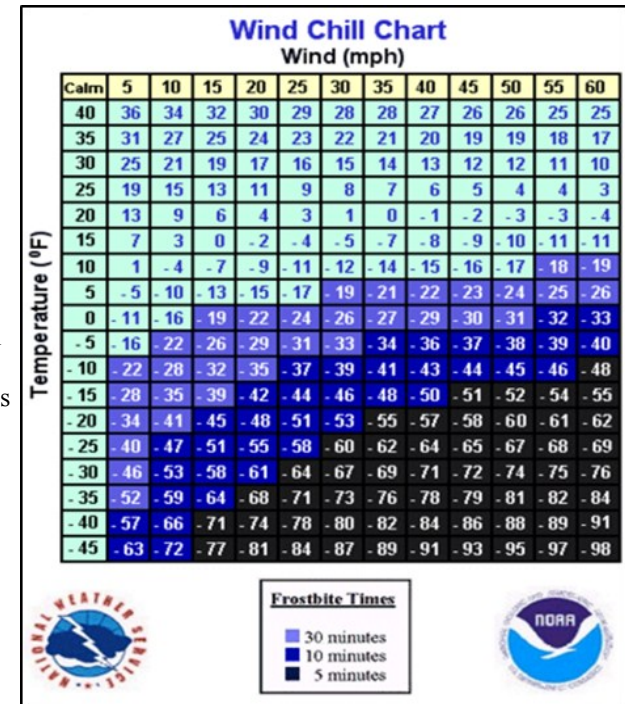 Wind Chill Chart
Wind (mph)
Calm 5 10 15 20 25 30 35 40 45 50 55 60
40 36 34 32 30 29 28 28 27 26 26 25 25
35 31 27 25 24 23 22 21 20 19 19 18 17
30 25 21 19 17 16 15 14 13 12 12 11 10
25 19 15 13 11 9 8 7 6 5 4 4 3
20 13 9 6 4 3 1 0 - 1 - 2 - 3 - 3 - 4
15 7 3 0 - 2 - 4 - 5 - 7 - 8 - 9 - 10 - 11 - 11
10 1 - 4 - 7 - 9 - 11 - 12 - 14 - 15 - 16 - 17 - 18 - 19
5 - 5 - 10 - 13 - 15 - 17 - 19 - 21 - 22 - 23 - 24 - 25 - 26
0 - 11 - 16 - 19 - 22 - 24 - 26 - 27 - 29 - 30 - 31 - 32 - 33
- 5 - 16 - 22 - 26 - 29 - 31 - 33 - 34 - 36 - 37 - 38 - 39 - 40
- 10 - 22 - 28 - 32 - 35 - 37 - 39 - 41 - 43 - 44 - 45 - 46 - 48
- 15 - 28 - 35 - 39 - 42 - 44 - 46 - 48 - 50 - 51 - 52 - 54 - 55
- 20 - 34 - 41 - 45 - 48 - 51 - 53 - 55 - 57 - 58 - 60 - 61 - 62
- 25 - 40 - 47 - 51 - 55 - 58 - 60 - 62 - 64 - 65 - 67 - 68 - 69
- 30 - 46 - 53 - 58 - 61 - 64 - 67 - 69 - 71 - 72 - 74 - 75 - 76
- 35 - 52 - 59 - 64 - 68 - 71 - 73 - 76 - 78 - 79 - 81 - 82 - 84
- 40 - 57 - 66 - 71 - 74 - 78 - 80 - 82 - 84 - 86 - 88 - 89 - 91
- 45 - 63 - 72 - 77 - 81 - 84 - 87 - 89 - 91 - 93 - 95 - 97 - 98
Temperature (⁰F)
s
NATIONAL WEATHER SERVICE
Frostbite Times
30 minutes
10 minutes
5 minutes
NOAA